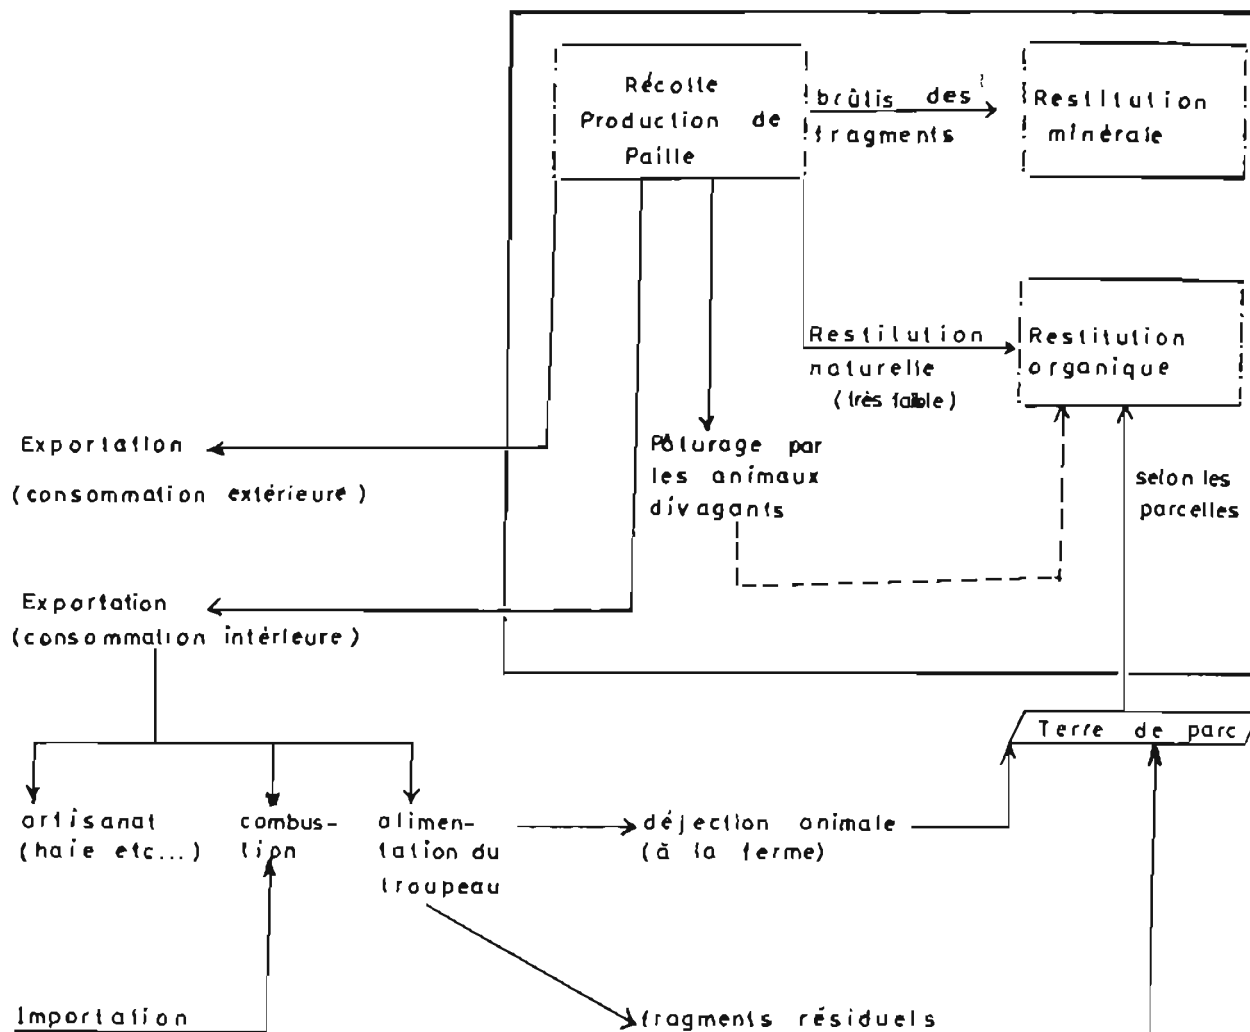 Récolte
Production de
Paille
brûtis des
fragments
Restitution
minérale
Restitution
naturelle
(très faible)
Restitution
organique
Exportation
(consommation extérieure)
Pâturage par
les animaux
divagants
selon les
parcelles
Exportation
(consommation intérieure)
Terre de parc
artisanat
(haie etc...)
combus-
tion
alimen-
tation du
troupeau
déjection animale
(à la ferme)
Importation
fragments résiduels